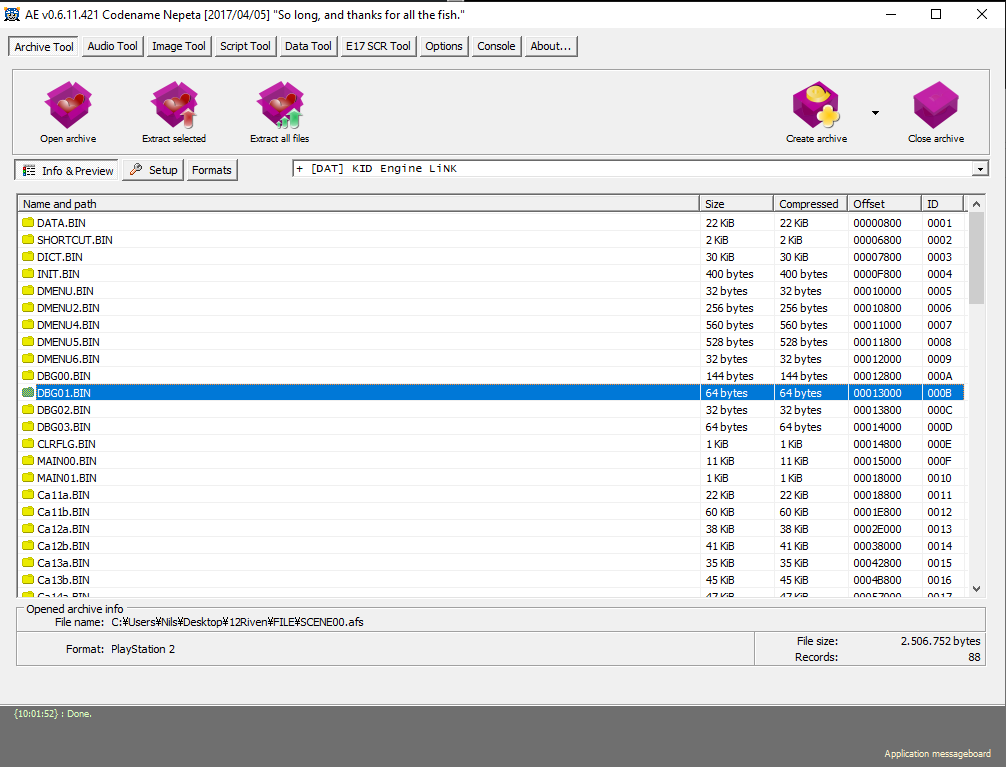 AE v0.6.11.421 Codename Nepeta [2017/04/05] "So long, and thanks for all the fish."
Archive Tool Audio Tool Image Tool Script Tool Data Tool E17 SCR Tool Options Console About...
Open archive Extract selected Extract all files Create archive Close archive
Info & Preview Setup Formats + [DAT] KID Engine LiNK
Name and path Size Compressed Offset ID
DATA.BIN 22 KiB 22 KiB 00000800 0001
SHORTCUT.BIN 2 KiB 2 KiB 00006800 0002
DICT.BIN 30 KiB 30 KiB 00007800 0003
INIT.BIN 400 bytes 400 bytes 0000F800 0004
DMENU.BIN 32 bytes 32 bytes 00010000 0005
DMENU2.BIN 256 bytes 256 bytes 00010800 0006
DMENU4.BIN 560 bytes 560 bytes 00011000 0007
DMENU5.BIN 528 bytes 528 bytes 00011800 0008
DMENU6.BIN 32 bytes 32 bytes 00012000 0009
DBG00.BIN 144 bytes 144 bytes 00012800 000A
DBG01.BIN 64 bytes 64 bytes 00013000 000B
DBG02.BIN 32 bytes 32 bytes 00013800 000C
DBG03.BIN 64 bytes 64 bytes 00014000 000D
CLRFLG.BIN 1 KiB 1 KiB 00014800 000E
MAIN00.BIN 11 KiB 11 KiB 00015000 000F
MAIN01.BIN 1 KiB 1 KiB 00018000 0010
Ca11a.BIN 22 KiB 22 KiB 00018800 0011
Ca11b.BIN 60 KiB 60 KiB 0001E800 0012
Ca12a.BIN 38 KiB 38 KiB 0002E000 0013
Ca12b.BIN 41 KiB 41 KiB 00038000 0014
Ca13a.BIN 35 KiB 35 KiB 00042800 0015
Ca13b.BIN 45 KiB 45 KiB 0004B800 0016
Ca14a.BIN 47 KiB 47 KiB 00057000 0017
Opened archive info
File name: C:¥Users¥Nils¥Desktop¥12Riven¥FILE¥SCENE00.afs
Format: PlayStation 2
File size: 2.506.752 bytes
Records: 88
{10:01:52} : Done.
Application messageboard